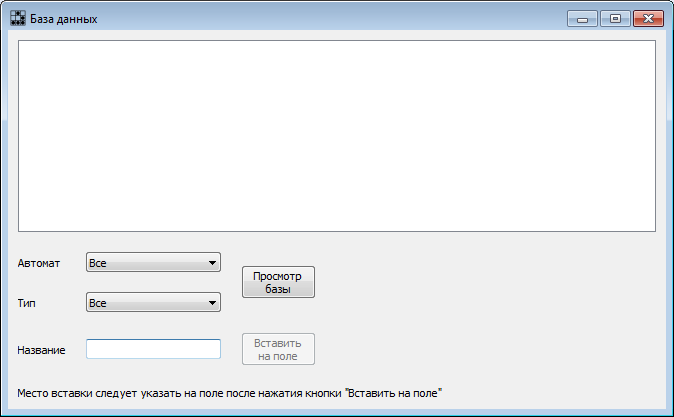 База данных
Автомат
Все
Просмотр
базы
Тип
Все
Название
Вставить
на поле
Место вставки следует указать на поле после нажатия кнопки "Вставить на поле"